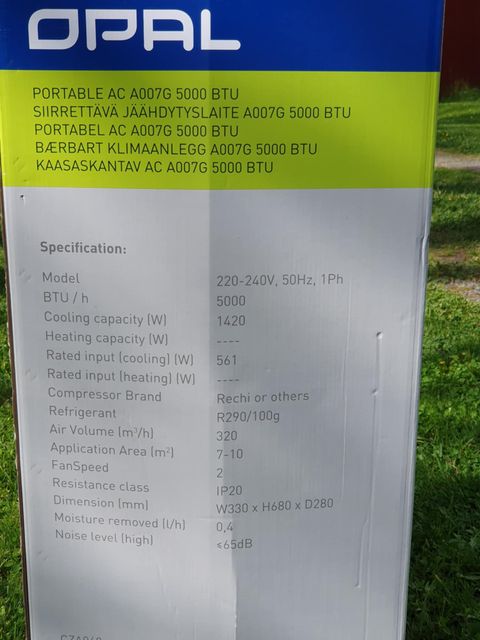 OPAL
PORTABLE AC A007G 5000 BTU
SIIRRETTÄVÄ JÄÄHDYTYSLAITE A007G 5000 BTU
PORTABEL AC A007G 5000 BTU
BÆRBART KLIMAANLEGG A007G 5000 BTU
KAASASKANTAV AC A007G 5000 BTU
Specification:
Model 220-240V, 50Hz, 1Ph
BTU / h 5000
Cooling capacity (W) 1420
Heating capacity (W) ----
Rated input (cooling) (W) 561
Rated input (heating) (W) ----
Compressor Brand Rechi or others
Refrigerant R290/100g
Air Volume (m³/h) 320
Application Area (m²) 7-10
FanSpeed 2
Resistance class IP20
Dimension (mm) W330 x H680 x D280
Moisture removed (l/h) 0,4
Noise level (high) ≤65dB